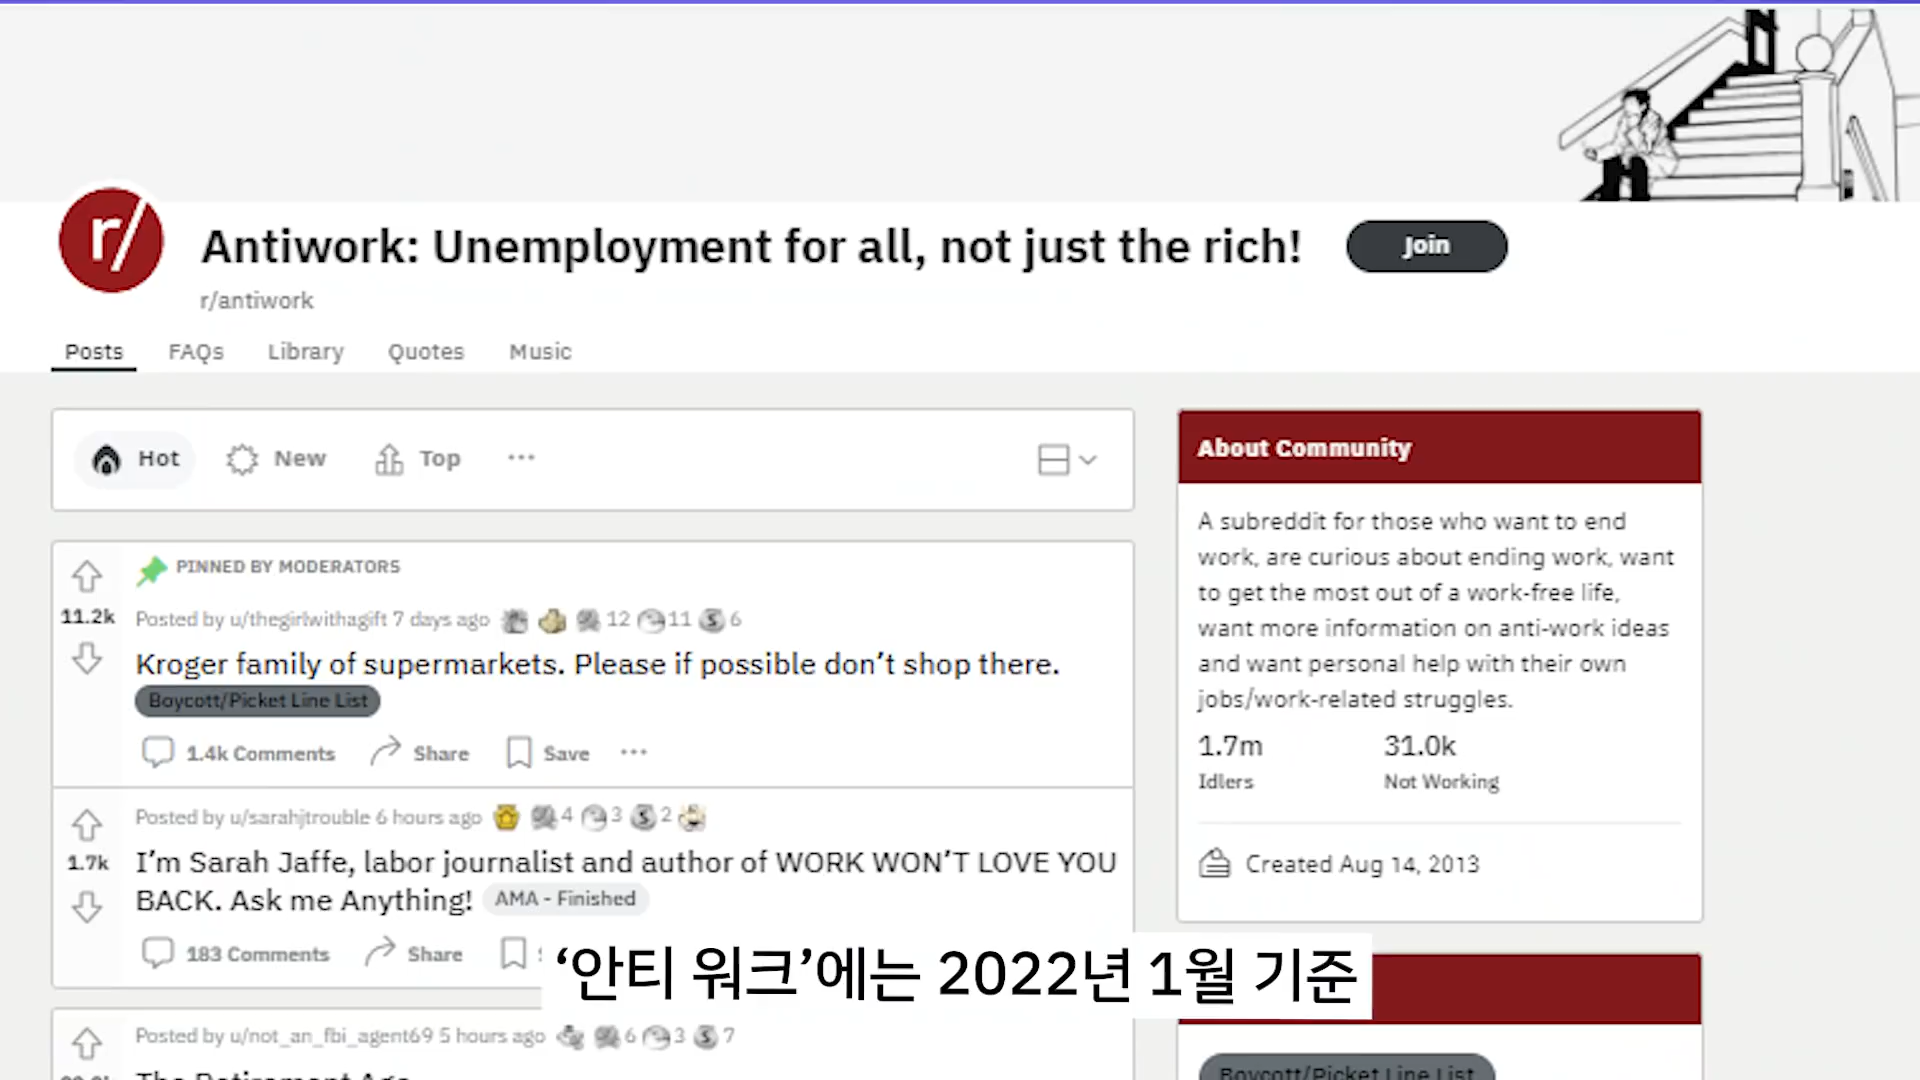 r/
Antiwork: Unemployment for all, not just the rich!
Join
r/antiwork
Posts
FAQs
Library
Quotes
Music
Hot
New
Top
PINNED BY MODERATORS
11.2k
Posted by u/thegirlwithagift 7 days ago
12
11
6
Kroger family of supermarkets. Please if possible don't shop there.
Boycott/Picket Line List
1.4k Comments
Share
Save
Posted by u/sarahjtrouble 6 hours ago
4
3
2
1.7k
I'm Sarah Jaffe, labor journalist and author of WORK WON'T LOVE YOU
BACK. Ask me Anything!
AMA - Finished
183 Comments
Share
Posted by u/not_an_fbi_agent69 5 hours ago
6
3
7
The Retirement Age
About Community
A subreddit for those who want to end
work, are curious about ending work, want
to get the most out of a work-free life,
want more information on anti-work ideas
and want personal help with their own
jobs/work-related struggles.
1.7m
31.0k
Idlers
Not Working
Created Aug 14, 2013
Boycott/Picket Line List
‘안티 워크’에는 2022년 1월 기준